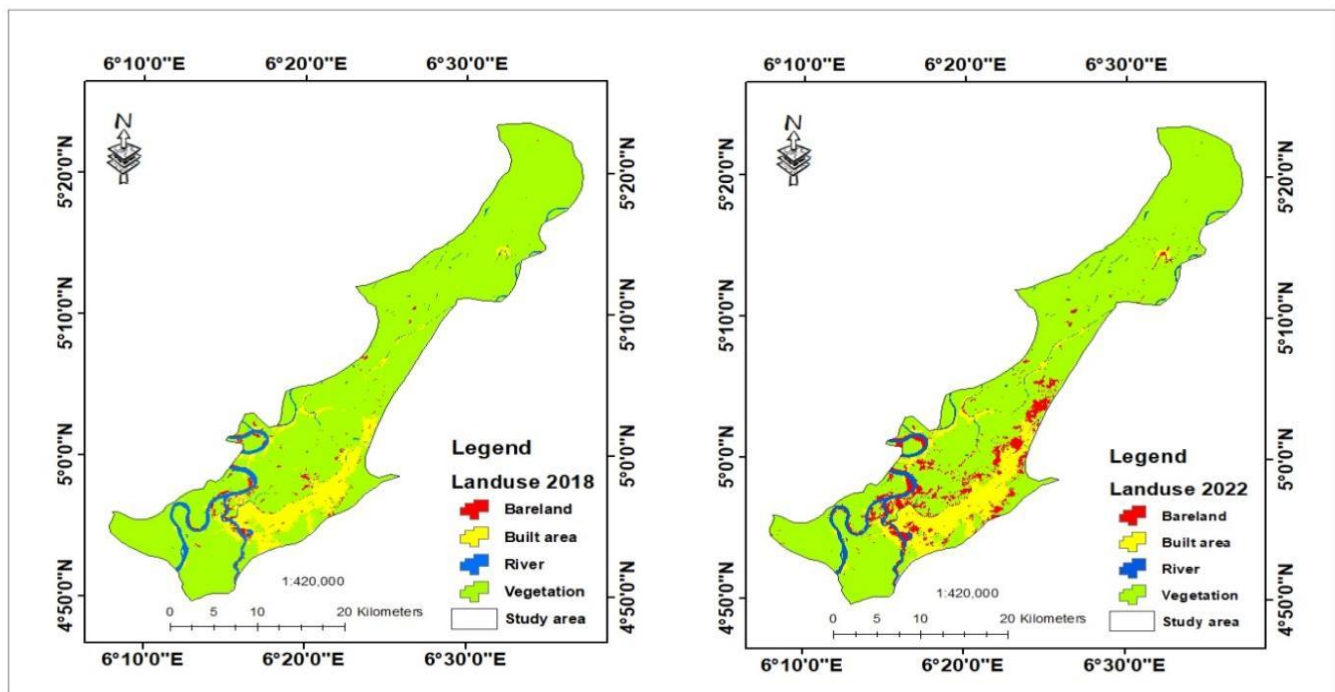 6°10'0"E 6°20'0"E 6°30'0"E
N
5°20'0"N 5°20'0"N
5°10'0"N 5°10'0"N
5°0'0"N 5°0'0"N
4°50'0"N 4°50'0"N
Legend
Landuse 2018
Bareland
Built area
River
Vegetation
Study area
1:420,000
0 5 10 20 Kilometers
6°10'0"E 6°20'0"E 6°30'0"E
6°10'0"E 6°20'0"E 6°30'0"E
N
5°20'0"N 5°20'0"N
5°10'0"N 5°10'0"N
5°0'0"N 5°0'0"N
4°50'0"N 4°50'0"N
Legend
Landuse 2022
Bareland
Built area
River
Vegetation
Study area
1:420,000
0 5 10 20 Kilometers
6°10'0"E 6°20'0"E 6°30'0"E